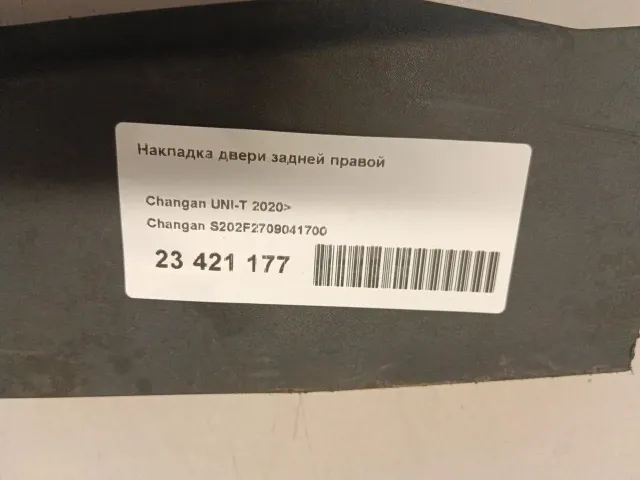 Накладка двери задней правой
Changan UNI-T 2020>
Changan S202F2709041700
23 421 177